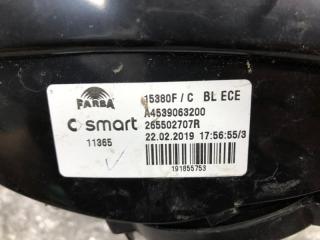 FARBA
15380F / C BL ECE
A4539063200
smart
265502707R
11365
22.02.2019 17:56:55/3
191855753